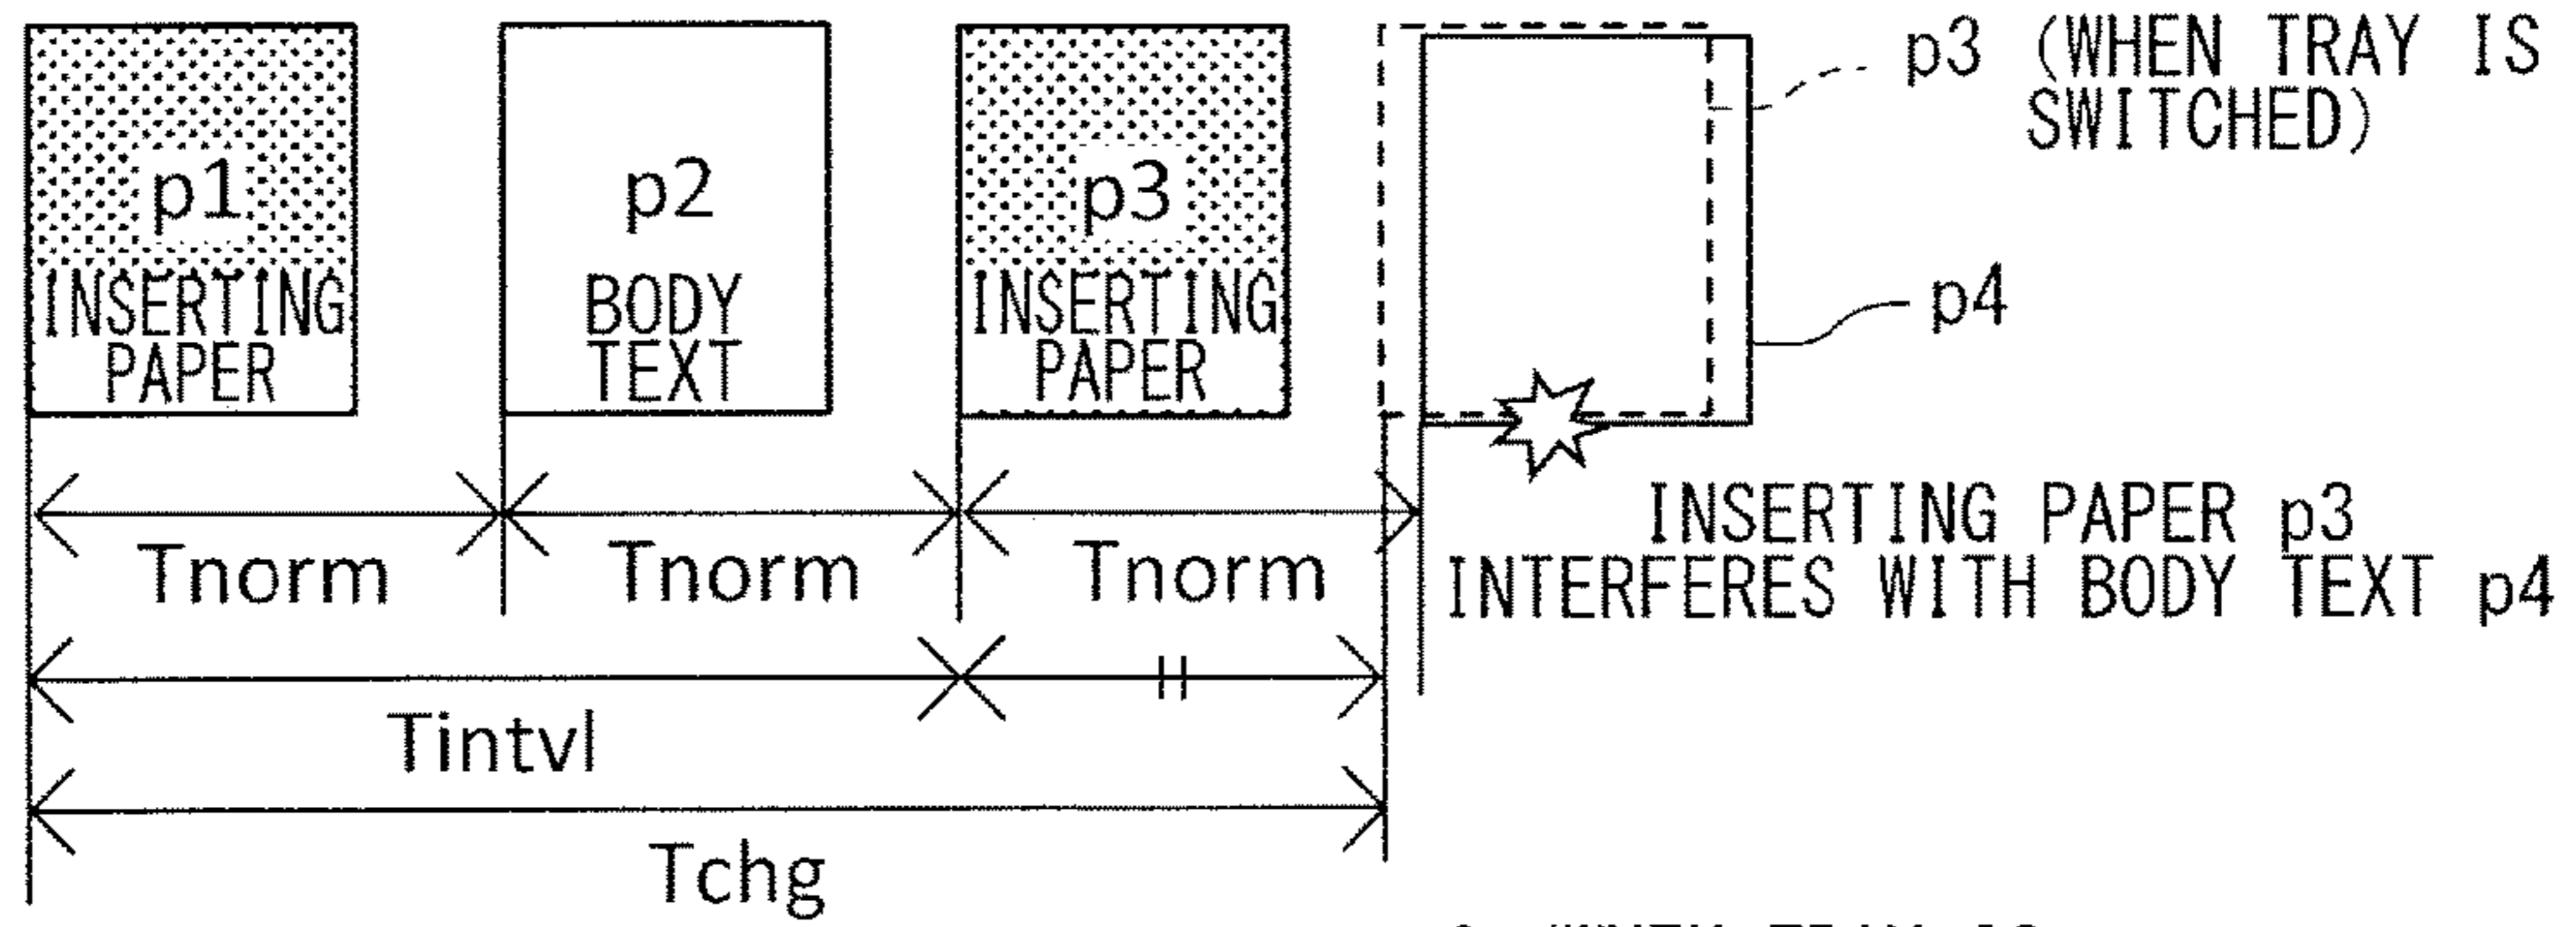 p1
INSERTING
PAPER
p2
BODY
TEXT
p3
INSERTING
PAPER
p3 (WHEN TRAY IS
SWITCHED)
p4
INSERTING PAPER p3
INTERFERES WITH BODY TEXT p4
Tnorm
Tnorm
Tnorm
Tintvl
Tchg